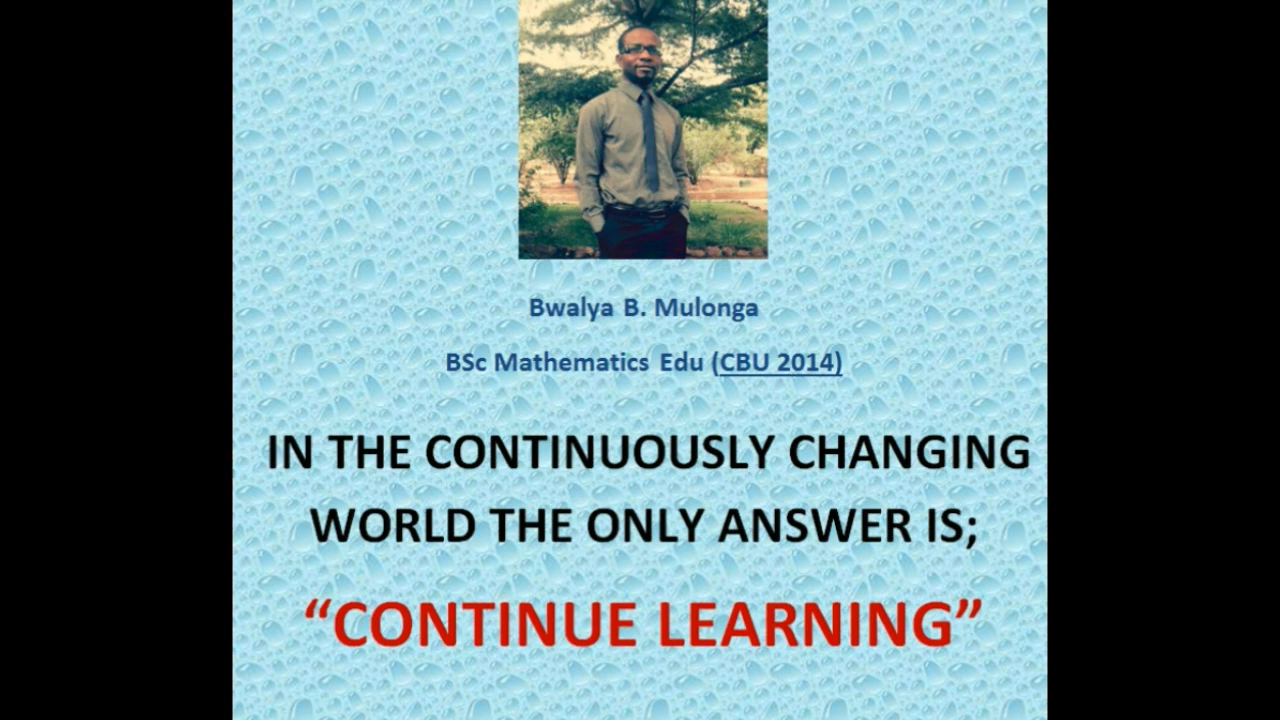 Bwalya B. Mulonga
BSc Mathematics Edu (CBU 2014)
IN THE CONTINUOUSLY CHANGING
WORLD THE ONLY ANSWER IS;
“CONTINUE LEARNING”